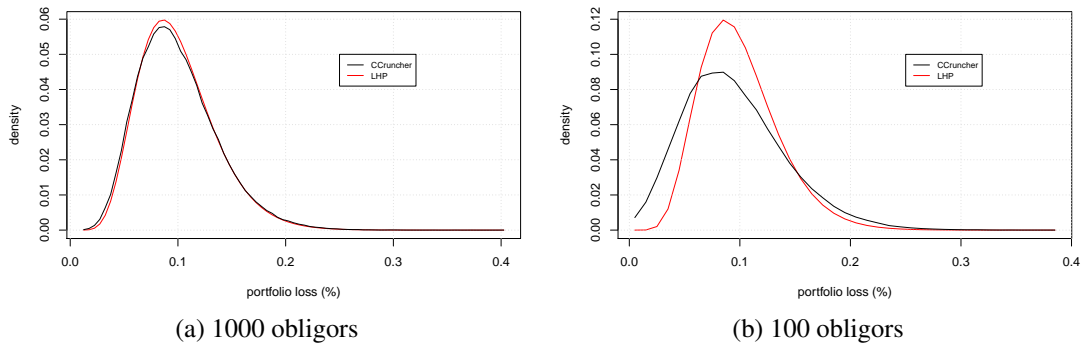 0.06
0.05
0.04
0.03
0.02
0.01
0.00
density
CCruncher
LHP
0.0 0.1 0.2 0.3 0.4
portfolio loss (%)
(a) 1000 obligors
0.12
0.10
0.08
0.06
0.04
0.02
0.00
density
CCruncher
LHP
0.0 0.1 0.2 0.3 0.4
portfolio loss (%)
(b) 100 obligors